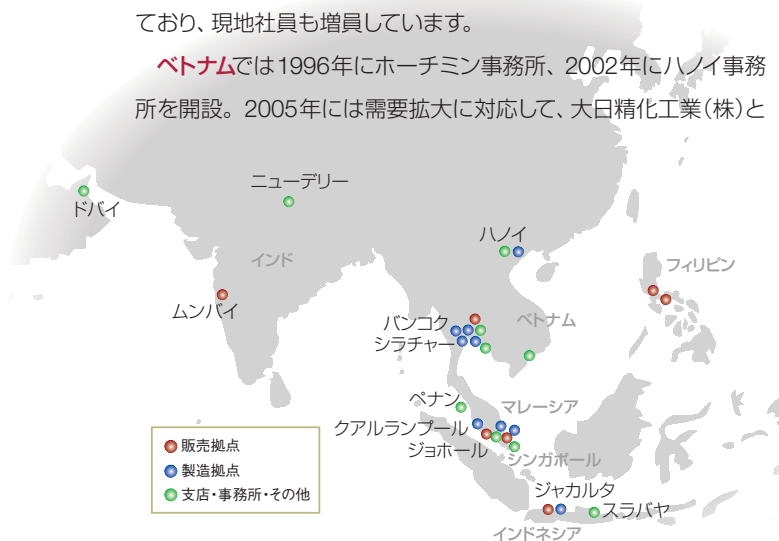 ており、現地社員も増員しています。
ベトナムでは1996年にホーチミン事務所、2002年にハノイ事務
所を開設。2005年には需要拡大に対応して、大日精化工業(株)と
ニューデリー
ドバイ
ハノイ
インド
フィリピン
ムンバイ
バンコク
ベトナム
シラチャー
ペナン
マレーシア
クアルランプール
ジョホール
シンガポール
販売拠点
製造拠点
支店・事務所・その他
ジャカルタ
スラバヤ
インドネシア